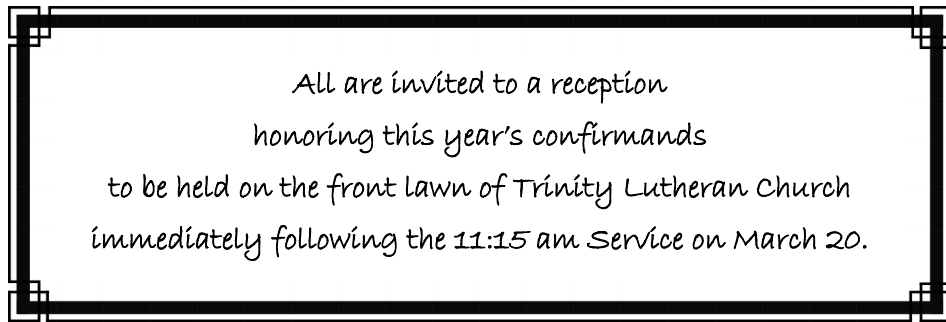 All are invited to a reception
honoring this year's confirmands
to be held on the front lawn of Trinity Lutheran Church
immediately following the 11:15 am Service on March 20.